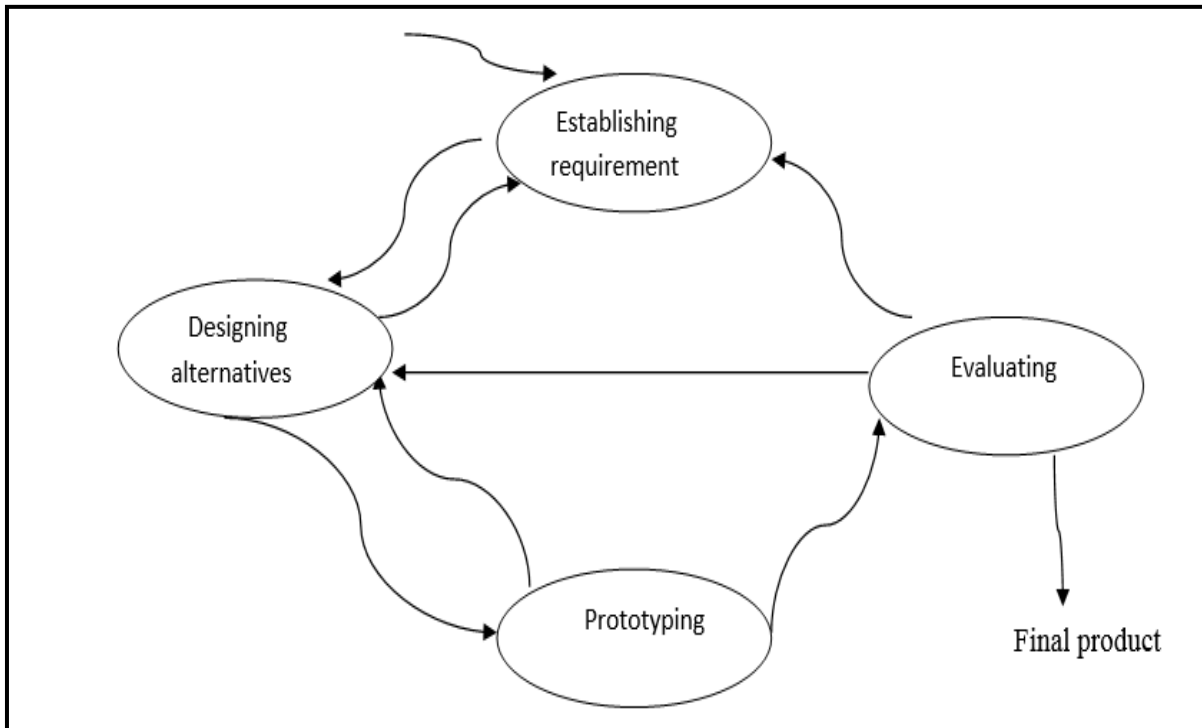 Establishing
requirement
Designing
alternatives
Evaluating
Prototyping
Final product